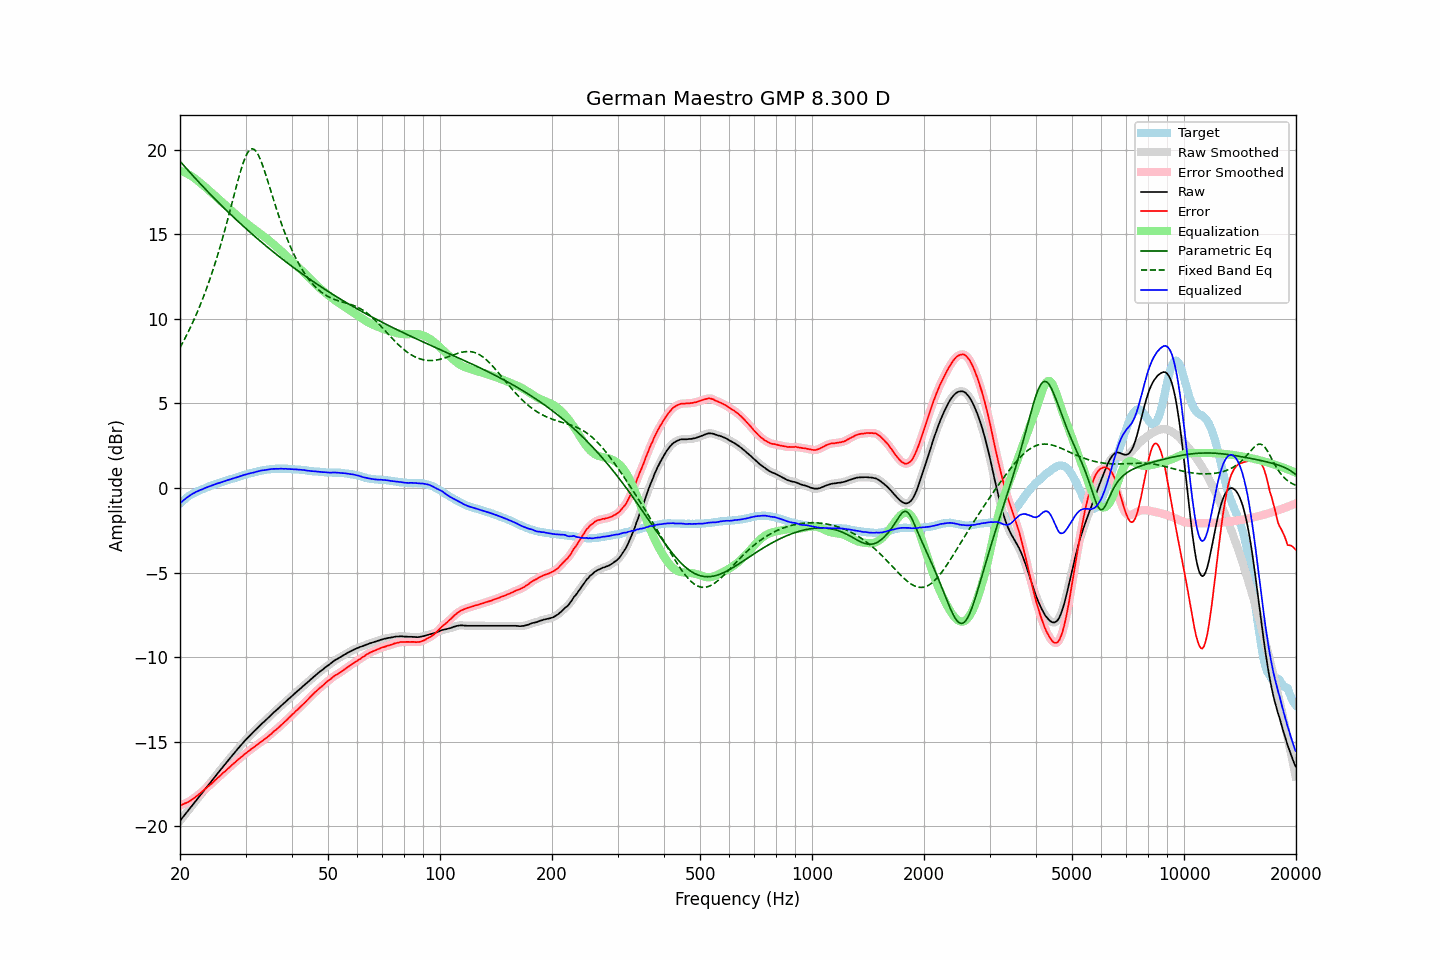 German Maestro GMP 8.300 D
Target
Raw Smoothed
Error Smoothed
Raw
Error
Equalization
Parametric Eq
Fixed Band Eq
Equalized
20
15
10
5
0
−5
−10
−15
−20
Amplitude (dBr)
20 50 100 200 500 1000 2000 5000 10000 20000
Frequency (Hz)